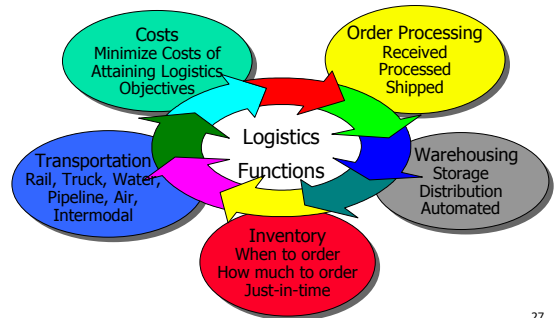 Costs
Minimize Costs of
Attaining Logistics
Objectives
Order Processing
Received
Processed
Shipped
Logistics
Functions
Transportation
Rail, Truck, Water,
Pipeline, Air,
Intermodal
Warehousing
Storage
Distribution
Automated
Inventory
When to order
How much to order
Just-in-time
27